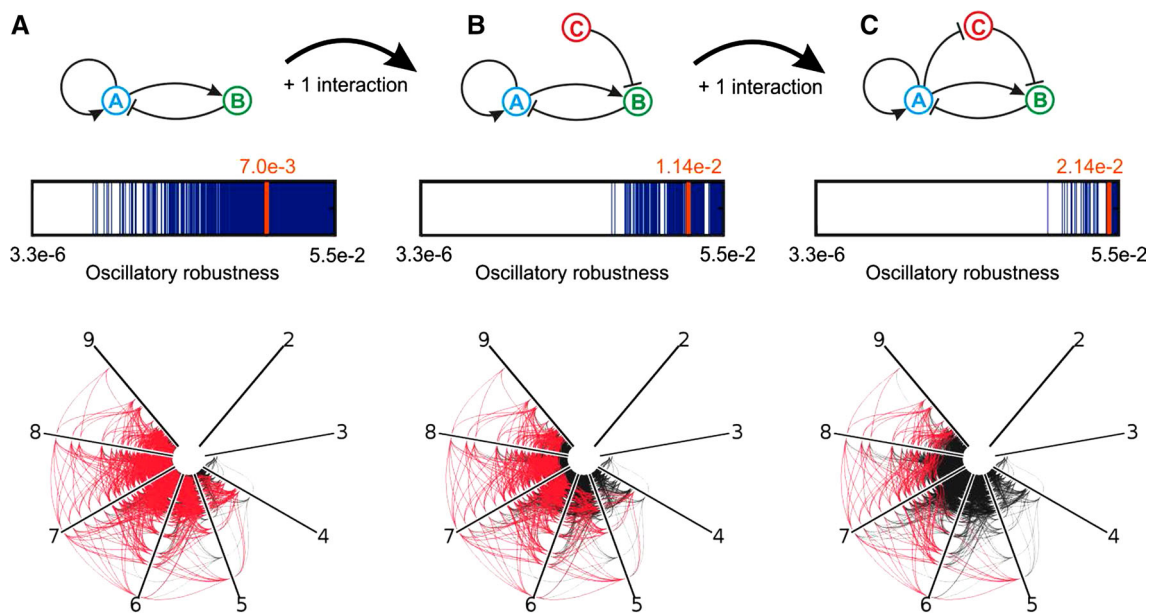 A
B
C
A
B
+ 1 interaction
C
A
B
+ 1 interaction
C
A
B
7.0e-3
1.14e-2
2.14e-2
3.3e-6
5.5e-2
3.3e-6
5.5e-2
3.3e-6
5.5e-2
Oscillatory robustness
Oscillatory robustness
Oscillatory robustness
9
2
8
3
7
4
6
5
9
2
8
3
7
4
6
5
9
2
8
3
7
4
6
5